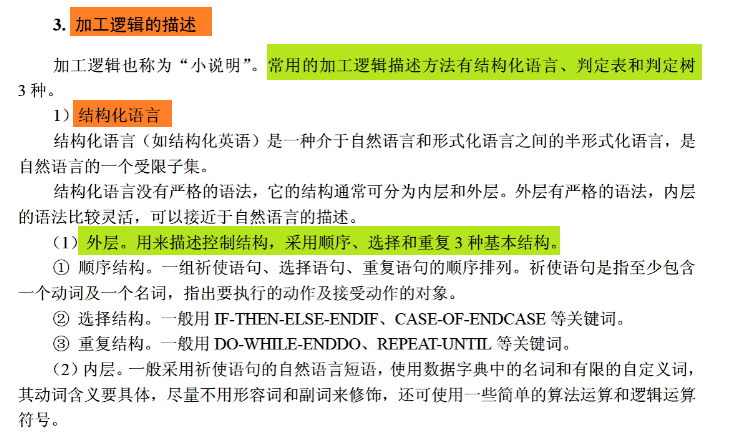 3. 加工逻辑的描述
加工逻辑也称为“小说明”。常用的加工逻辑描述方法有结构化语言、判定表和判定树
3 种。
1）结构化语言
结构化语言（如结构化英语）是一种介于自然语言和形式化语言之间的半形式化语言，是
自然语言的一个受限子集。
结构化语言没有严格的语法，它的结构通常可分为内层和外层。外层有严格的语法，内层
的语法比较灵活，可以接近于自然语言的描述。
（1）外层。用来描述控制结构，采用顺序、选择和重复 3 种基本结构。
① 顺序结构。一组祈使语句、选择语句、重复语句的顺序排列。祈使语句是指至少包含
一个动词及一个名词，指出要执行的动作及接受动作的对象。
② 选择结构。一般用 IF-THEN-ELSE-ENDIF、CASE-OF-ENDCASE 等关键词。
③ 重复结构。一般用 DO-WHILE-ENDDO、REPEAT-UNTIL 等关键词。
（2）内层。一般采用祈使语句的自然语言短语，使用数据字典中的名词和有限的自定义词，
其动词含义要具体，尽量不用形容词和副词来修饰，还可使用一些简单的算法运算和逻辑运算
符号。